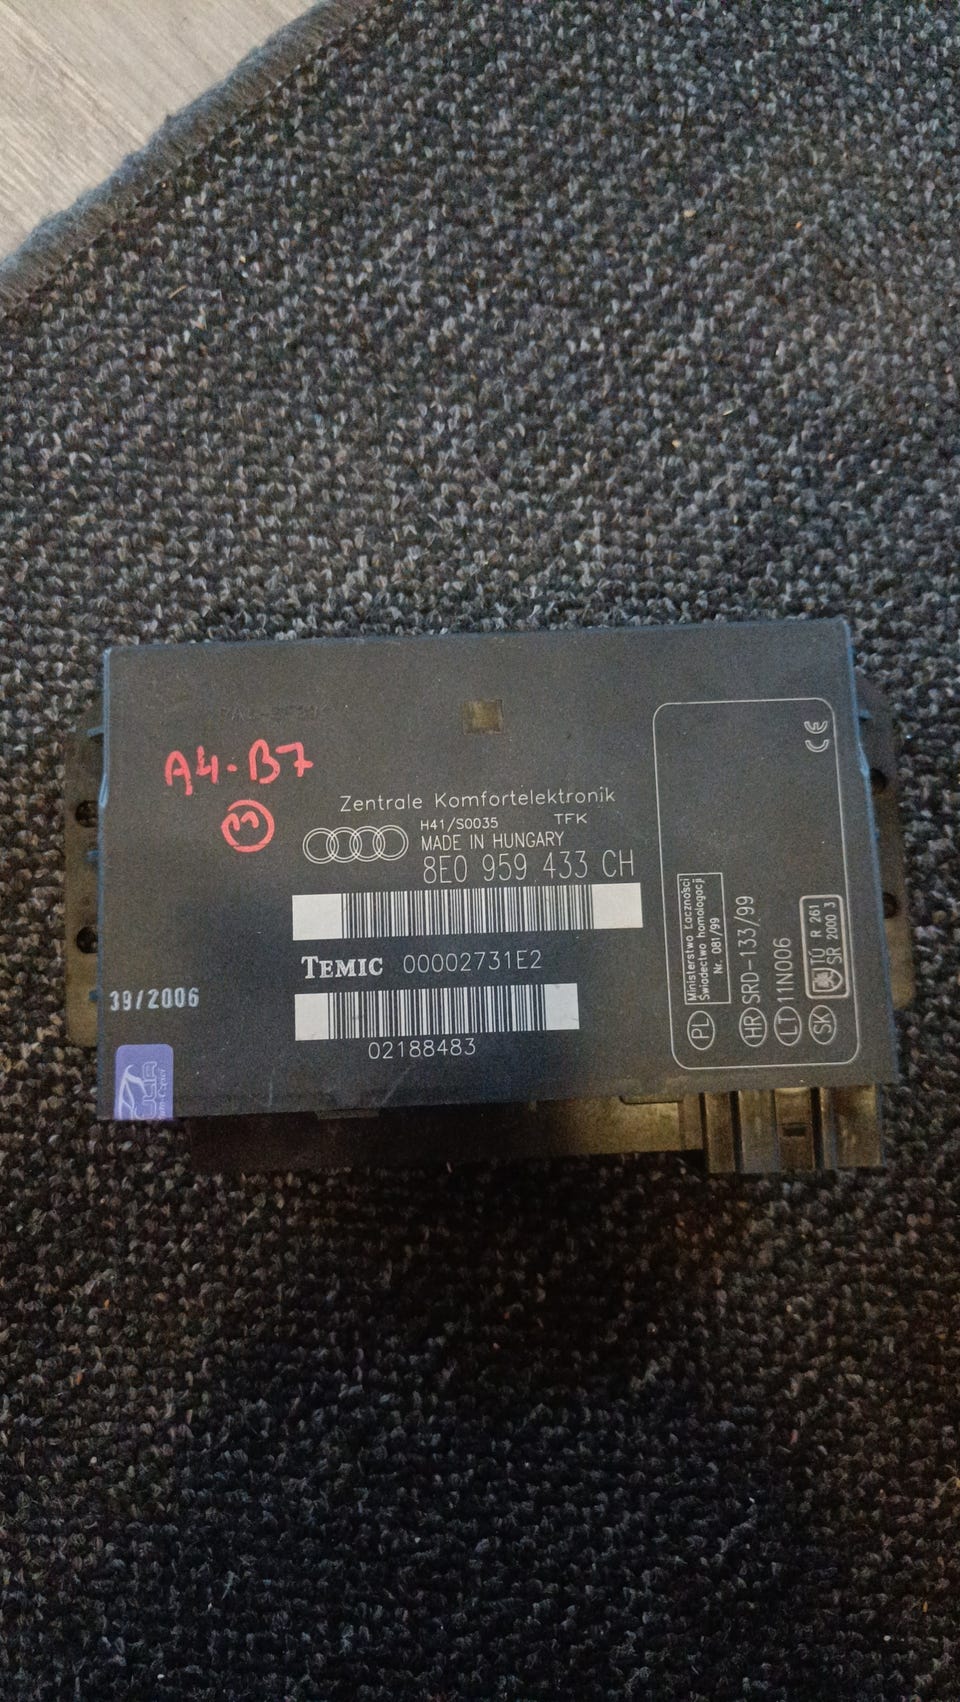 A4-B7
Zentrale Komfortelektronik
H41/S0035 TFK
MADE IN HUNGARY
8E0 959 433 CH
TEMIC 00002731E2
39/2006
02188483
CE
Ministerstwo Łączności
Świadectwo homologacji
Nr. 081/99
PL
HR SRD-133/99
LT 11N006
SK TÚ R 261
SR 2000 3